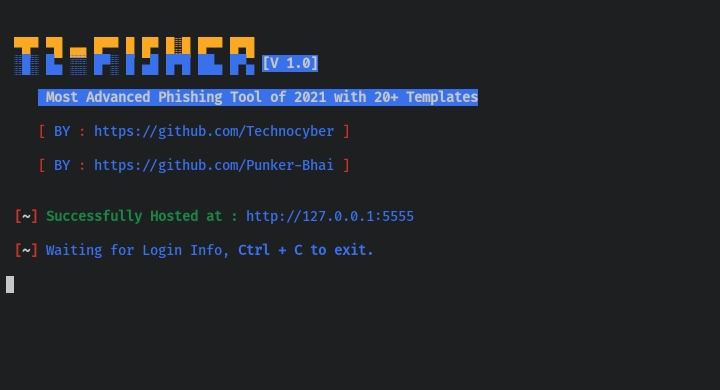 TC-FISHER [V 1.0]
Most Advanced Phishing Tool of 2021 with 20+ Templates
[ BY : https://github.com/Technocyber ]
[ BY : https://github.com/Punker-Bhai ]
[~] Successfully Hosted at : http://127.0.0.1:5555
[~] Waiting for Login Info, Ctrl + C to exit.